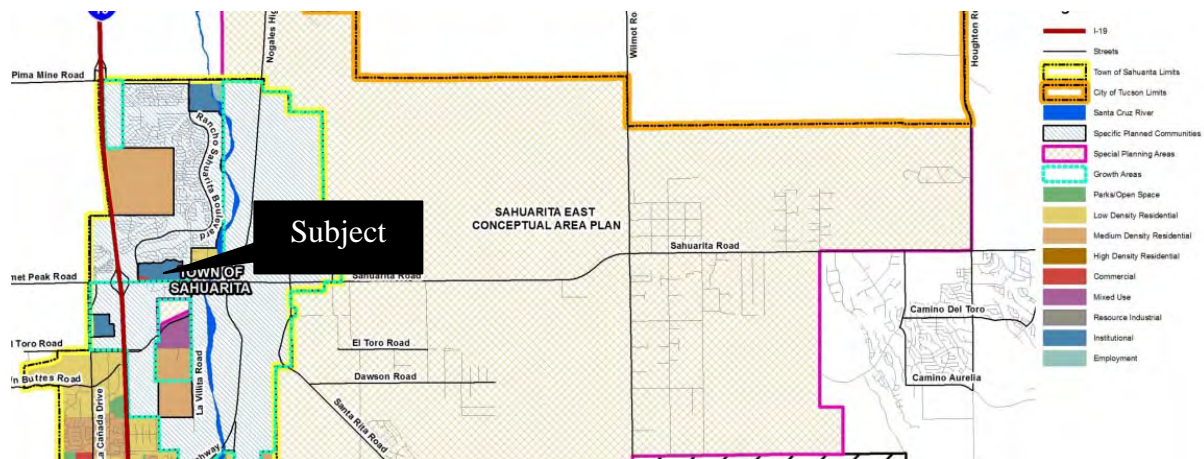 Nogales Hig
Wilmot Ro
Houghton Ro
Pima Mine Road
Rancho Sahuarita Boulevard
Subject
SAHUARITA EAST
CONCEPTUAL AREA PLAN
Sahuarita Road
met Peak Road
TOWN OF
SAHUARITA
Sahuarita Road
l Toro Road
El Toro Road
Dawson Road
wn Buttes Road
La Cañada Drive
La Villita Road
Santa Rita Road
hway
Camino Del Toro
Camino Aurelia
I-19
Streets
Town of Sahuarita Limits
City of Tucson Limits
Santa Cruz River
Specific Planned Communities
Special Planning Areas
Growth Areas
Parks/Open Space
Low Density Residential
Medium Density Residential
High Density Residential
Commercial
Mixed Use
Resource Industrial
Institutional
Employment